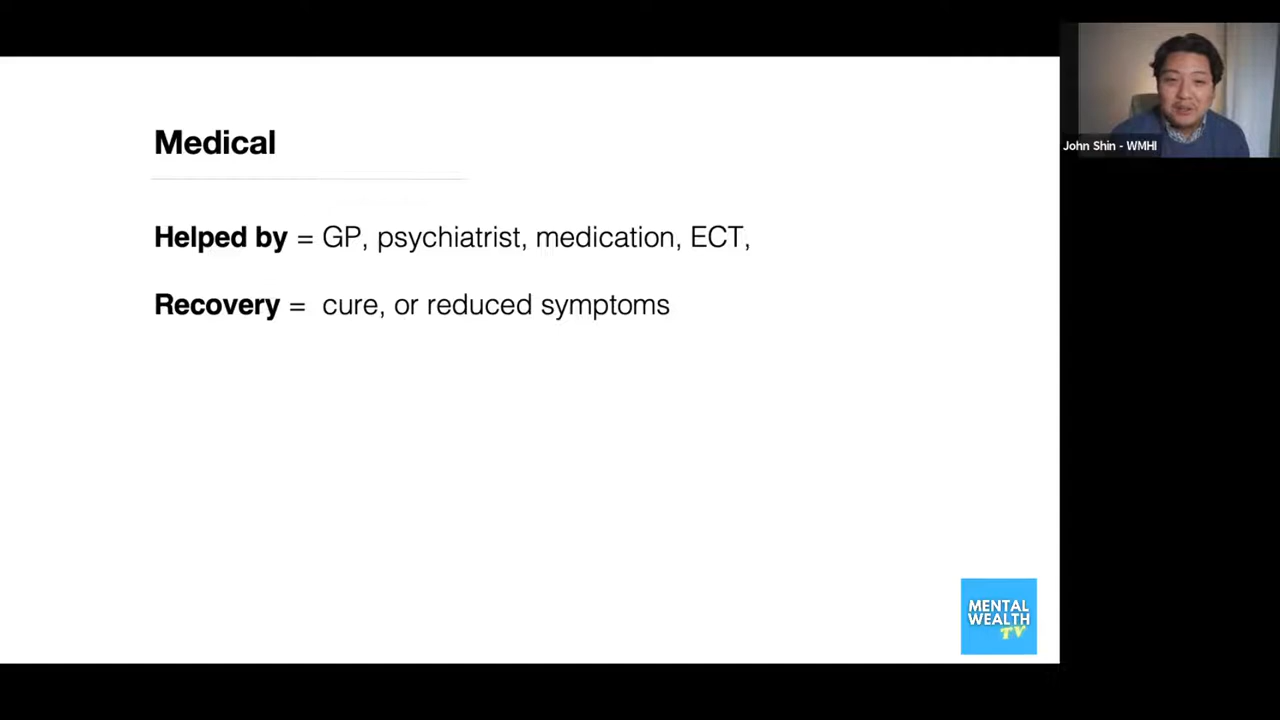 Medical
Helped by = GP, psychiatrist, medication, ECT,
Recovery = cure, or reduced symptoms
John Shin - WMHI
MENTAL
WEALTH
TV